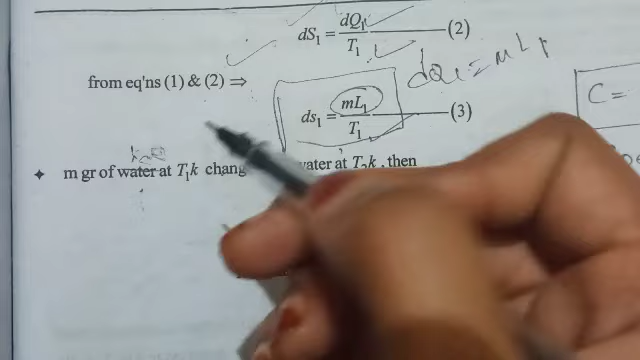 dS₁ = dQ₁/T₁ (2)
dQ₁ = mL₁
from eq'ns (1) & (2) ⇒
ds₁ = mL₁/T₁ (3)
C =
✦ m gr of water at T₁k chang water at T₂k, then